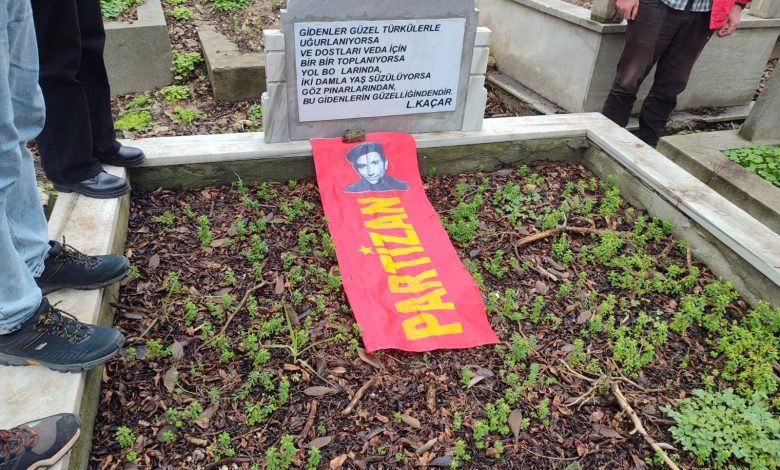 GİDENLER GÜZEL TÜRKÜLERLE
UĞURLANIYORSA
VE DOSTLARI VEDA İÇİN
BİR BİR TOPLANIYORSA
YOL BO LARINDA,
İKİ DAMLA YAŞ SÜZÜLÜYORSA
GÖZ PINARLARINDAN,
BU GİDENLERİN GÜZELLİĞİNDENDİR.
L.KAÇAR
PARTİZAN